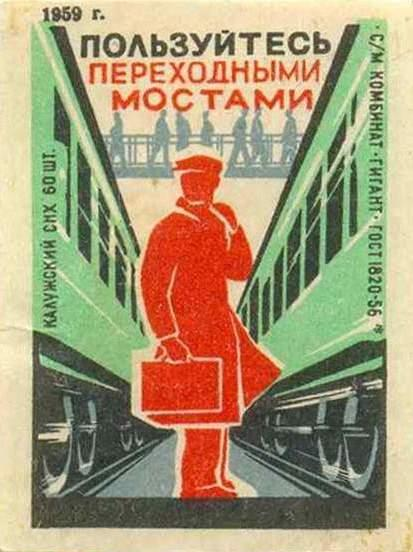 1959 г.
ПОЛЬЗУЙТЕСЬ
ПЕРЕХОДНЫМИ
МОСТАМИ
КАЛУЖСКИЙ СНХ 60 ШТ.
· С/М КОМБИНАТ · ГИГАНТ · ГОСТ 1820-56 *